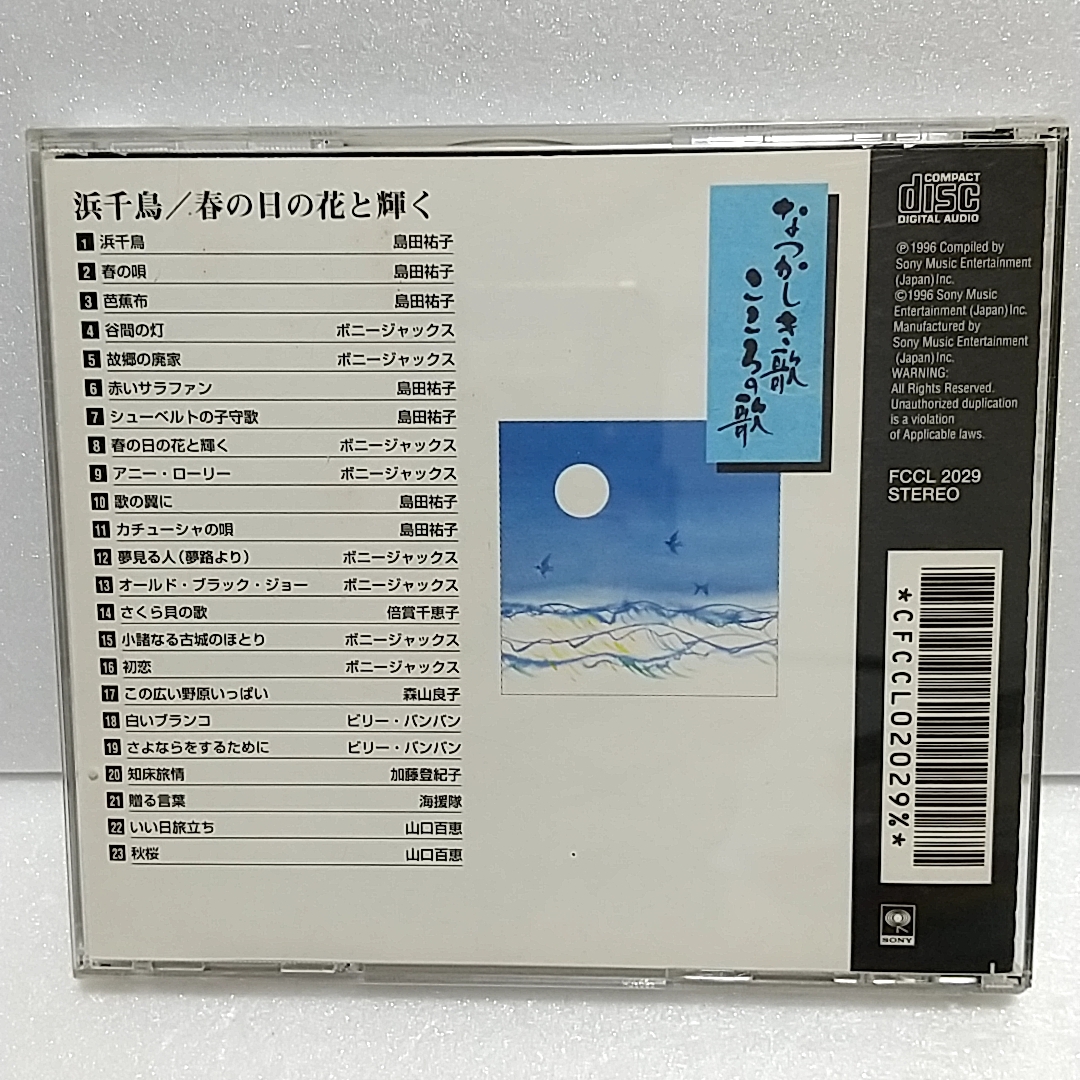 浜千鳥／春の日の花と輝く
1 浜千鳥 島田祐子
2 春の唄 島田祐子
3 芭蕉布 島田祐子
4 谷間の灯 ボニージャックス
5 故郷の廃家 ボニージャックス
6 赤いサラファン 島田祐子
7 シューベルトの子守歌 島田祐子
8 春の日の花と輝く ボニージャックス
9 アニー・ローリー ボニージャックス
10 歌の翼に 島田祐子
11 カチューシャの唄 島田祐子
12 夢見る人（夢路より） ボニージャックス
13 オールド・ブラック・ジョー ボニージャックス
14 さくら貝の歌 倍賞千恵子
15 小諸なる古城のほとり ボニージャックス
16 初恋 ボニージャックス
17 この広い野原いっぱい 森山良子
18 白いブランコ ビリー・バンバン
19 さよならをするために ビリー・バンバン
20 知床旅情 加藤登紀子
21 贈る言葉 海援隊
22 いい日旅立ち 山口百恵
23 秋桜 山口百恵
なつかしき歌
こころの歌
COMPACT
disc
DIGITAL AUDIO
℗1996 Compiled by
Sony Music Entertainment
(Japan)Inc.
©1996 Sony Music
Entertainment (Japan)Inc.
Manufactured by
Sony Music Entertainment
(Japan)Inc.
WARNING:
All Rights Reserved.
Unauthorized duplication
is a violation
of Applicable laws.
FCCL 2029
STEREO
*CFCCL02029%*
SONY